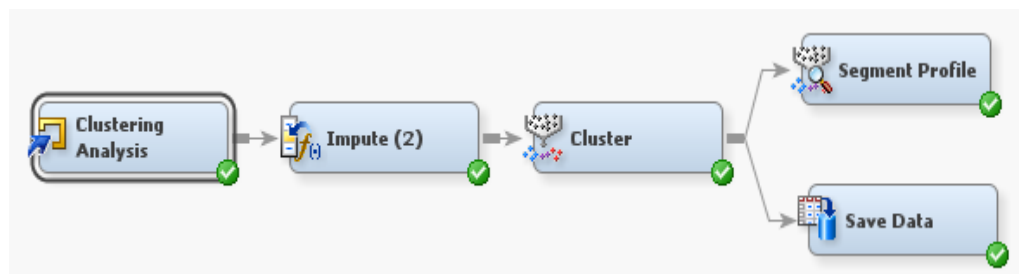 Clustering
Analysis
Impute (2)
Cluster
Segment Profile
Save Data